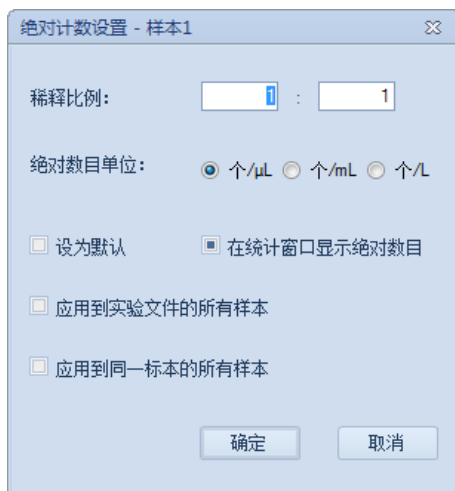 绝对计数设置 - 样本1
稀释比例： 1 : 1
绝对数目单位： 个/μL 个/mL 个/L
设为默认 在统计窗口显示绝对数目
应用到实验文件的所有样本
应用到同一标本的所有样本
确定 取消